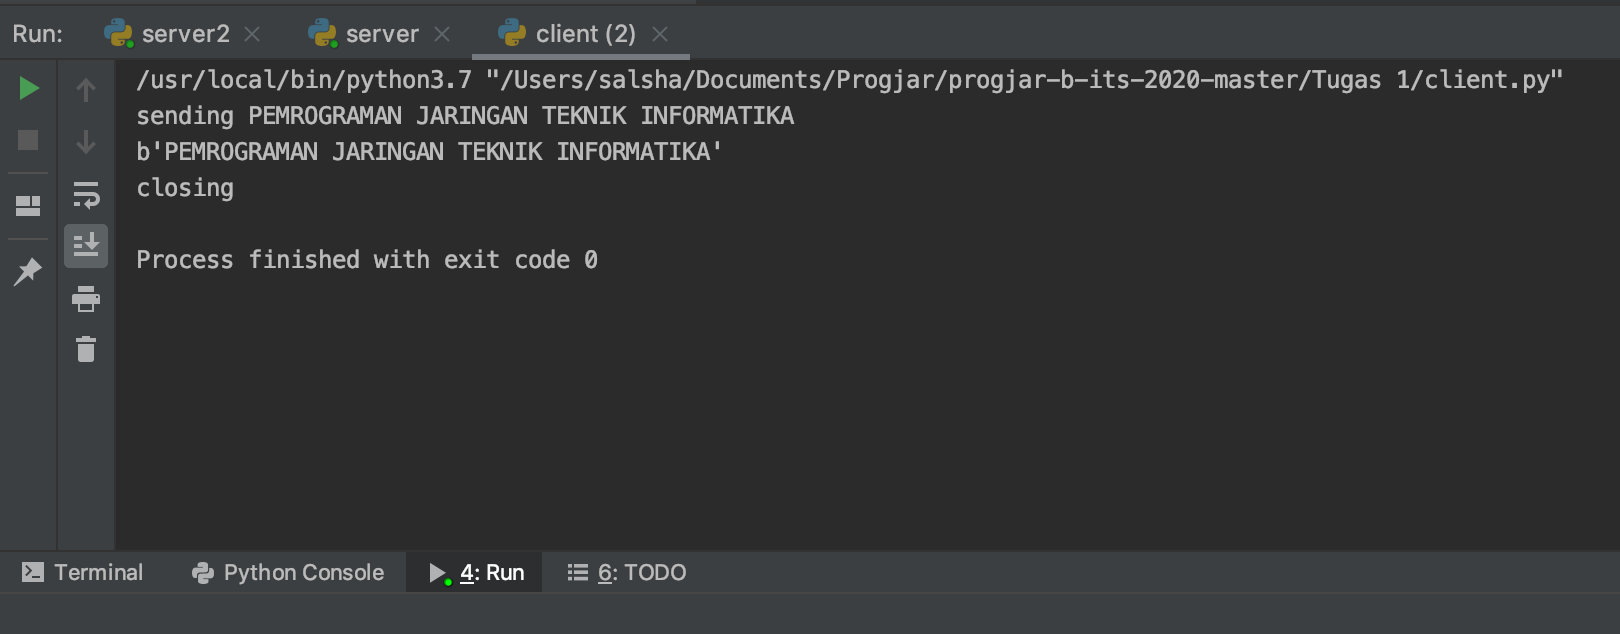 Run: server2 server client (2)
/usr/local/bin/python3.7 "/Users/salsha/Documents/Progjar/progjar-b-its-2020-master/Tugas 1/client.py"
sending PEMROGRAMAN JARINGAN TEKNIK INFORMATIKA
b'PEMROGRAMAN JARINGAN TEKNIK INFORMATIKA'
closing
Process finished with exit code 0
Terminal Python Console 4: Run 6: TODO